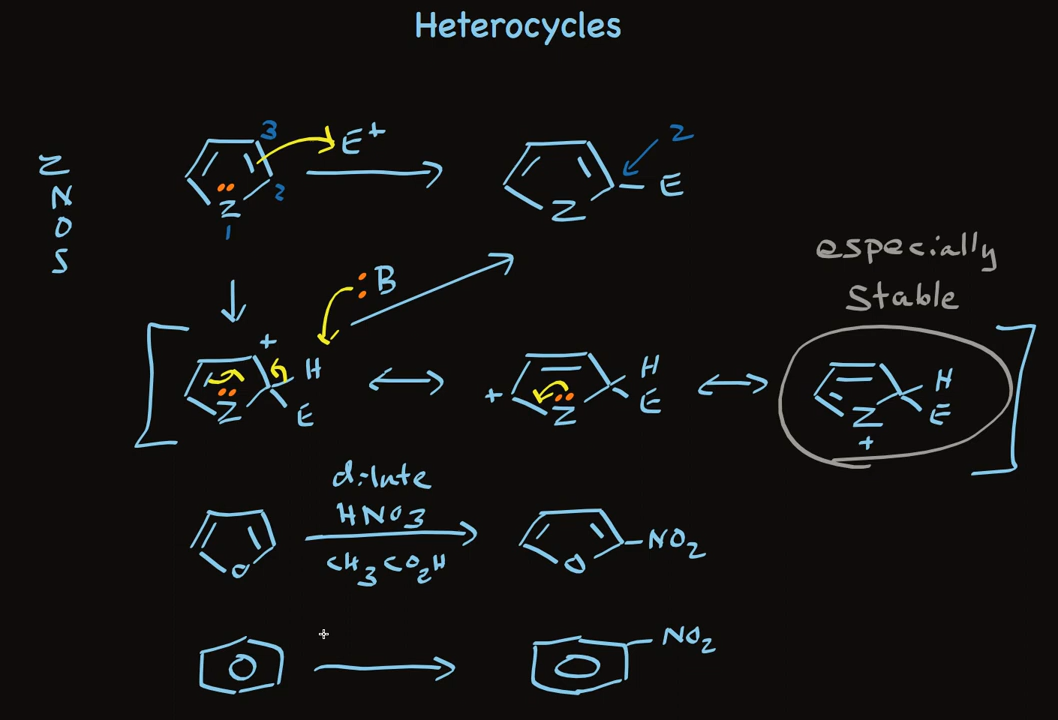 Heterocycles
3
E+
2
Z
N
O
S
2
Z
1
Z
E
:B
especially
stable
+
H
Z
E
+
H
Z
E
H
Z
E
+
dilute
HNO3
CH3CO2H
O
O
NO2
NO2